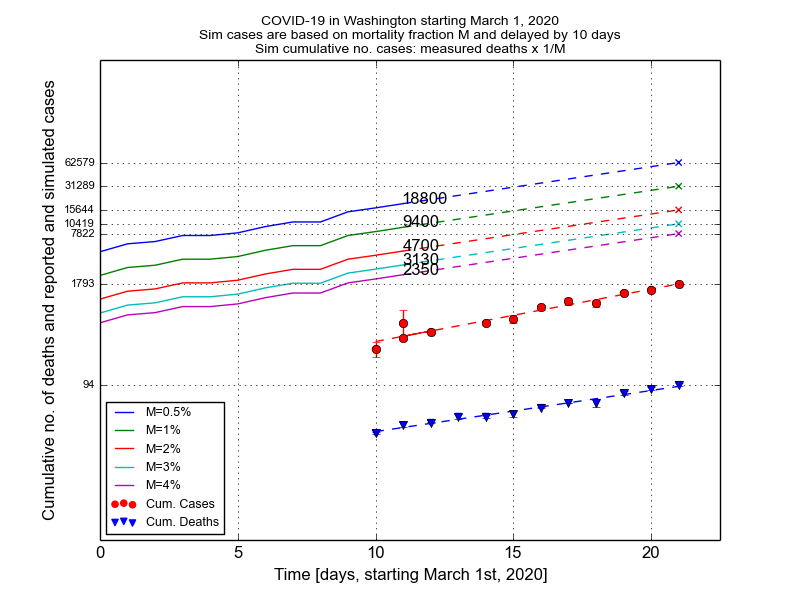 COVID-19 in Washington starting March 1, 2020
Sim cases are based on mortality fraction M and delayed by 10 days
Sim cumulative no. cases: measured deaths x 1/M
Cumulative no. of deaths and reported and simulated cases
62579
31289
15644
10419
7822
1793
94
18800
9400
4700
3130
2350
M=0.5%
M=1%
M=2%
M=3%
M=4%
Cum. Cases
Cum. Deaths
0 5 10 15 20
Time [days, starting March 1st, 2020]